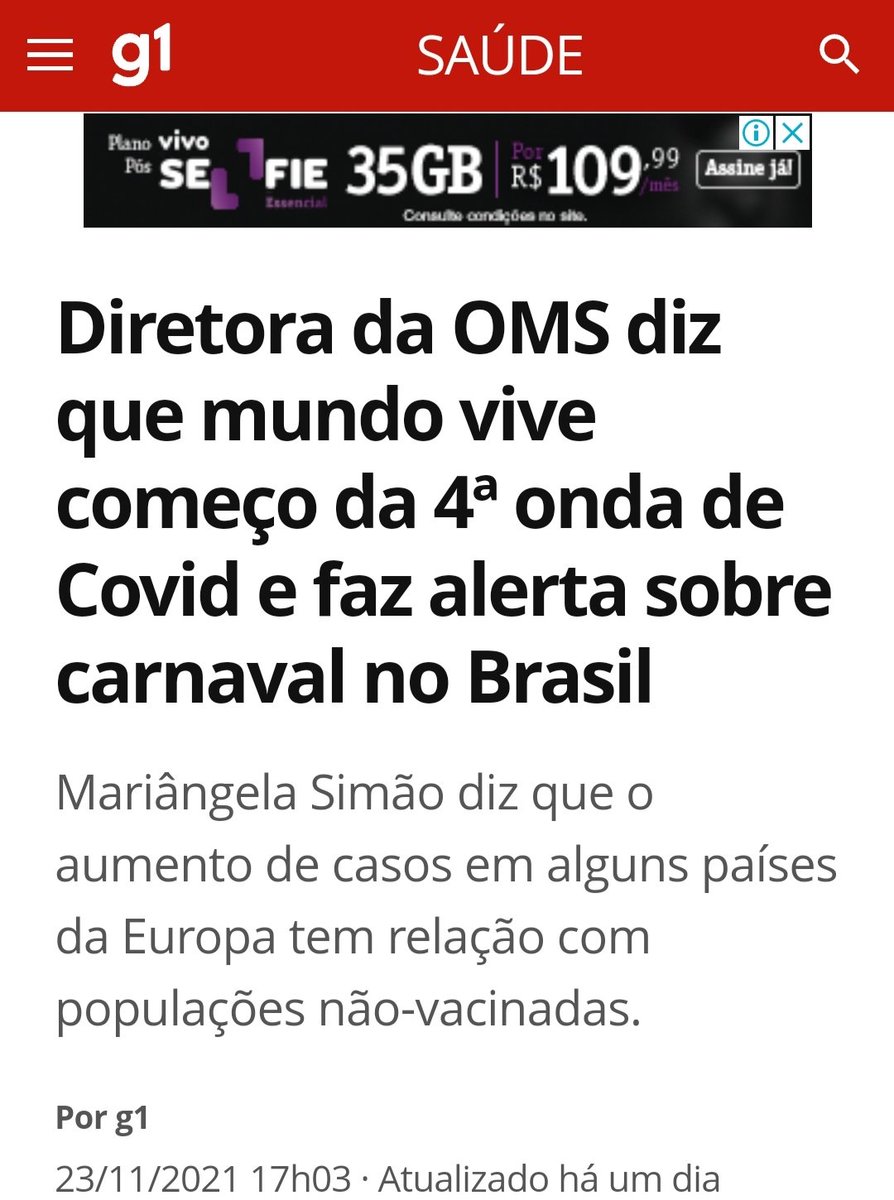 g1 SAÚDE
Plano vivo
Pós SELFIE
Essencial
35GB
Por
R$109,99
/mês
Assine já!
Consulte condições no site.
Diretora da OMS diz
que mundo vive
começo da 4ª onda de
Covid e faz alerta sobre
carnaval no Brasil
Mariângela Simão diz que o
aumento de casos em alguns países
da Europa tem relação com
populações não-vacinadas.
Por g1
23/11/2021 17h03 · Atualizado há um dia